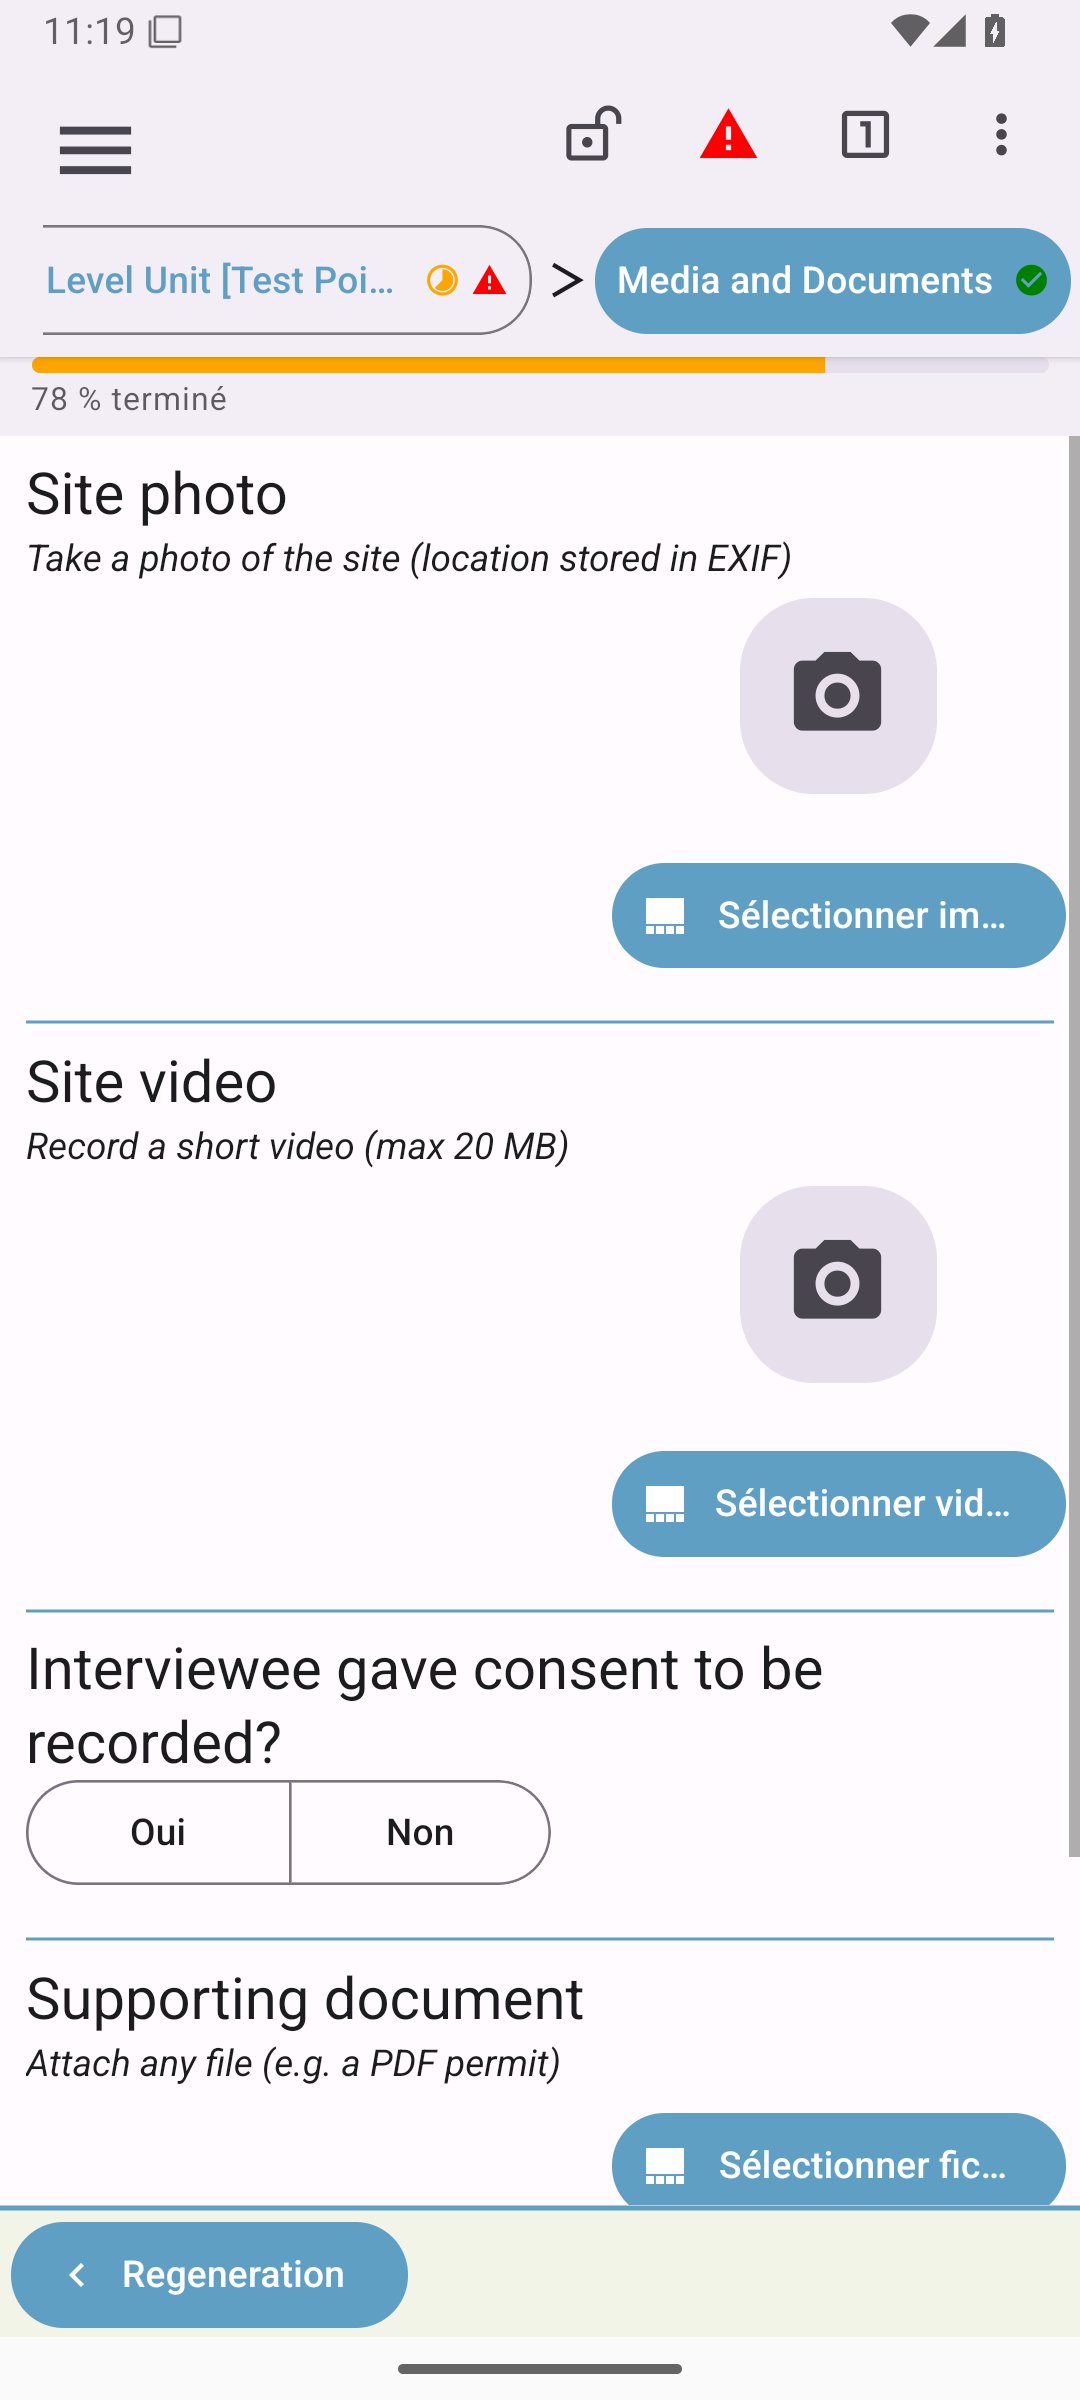 11:19
1
Level Unit [Test Poi...
> Media and Documents
78 % terminé
Site photo
Take a photo of the site (location stored in EXIF)
Sélectionner im...
Site video
Record a short video (max 20 MB)
Sélectionner vid...
Interviewee gave consent to be
recorded?
Oui Non
Supporting document
Attach any file (e.g. a PDF permit)
Sélectionner fic...
Regeneration